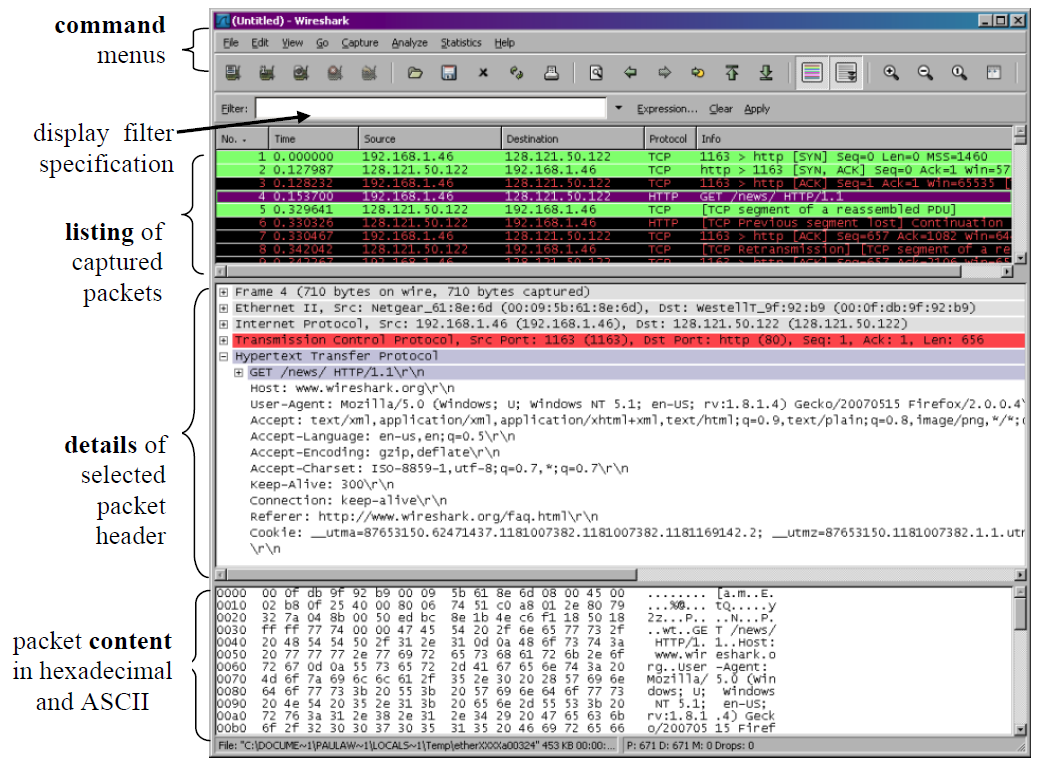 command
menus
display filter
specification
listing of
captured
packets
details of
selected
packet
header
packet content
in hexadecimal
and ASCII
(Untitled) - Wireshark
File Edit View Go Capture Analyze Statistics Help
Filter: Expression... Clear Apply
No. Time Source Destination Protocol Info
1 0.000000 192.168.1.46 128.121.50.122 TCP 1163 > http [SYN] Seq=0 Len=0 MSS=1460
2 0.127987 128.121.50.122 192.168.1.46 TCP http > 1163 [SYN, ACK] Seq=0 Ack=1 Win=57
3 0.128232 192.168.1.46 128.121.50.122 TCP 1163 > http [ACK] Seq=1 Ack=1 Win=65535 [
4 0.153700 192.168.1.46 128.121.50.122 HTTP GET /news/ HTTP/1.1
5 0.329641 128.121.50.122 192.168.1.46 TCP [TCP segment of a reassembled PDU]
6 0.330326 128.121.50.122 192.168.1.46 HTTP [TCP Previous segment lost] Continuation
7 0.330467 192.168.1.46 128.121.50.122 TCP 1163 > http [ACK] Seq=657 Ack=1082 Win=64
8 0.342042 128.121.50.122 192.168.1.46 TCP [TCP Retransmission] [TCP segment of a re
Frame 4 (710 bytes on wire, 710 bytes captured)
Ethernet II, Src: Netgear_61:8e:6d (00:09:5b:61:8e:6d), Dst: WestellT_9f:92:b9 (00:0f:db:9f:92:b9)
Internet Protocol, Src: 192.168.1.46 (192.168.1.46), Dst: 128.121.50.122 (128.121.50.122)
Transmission Control Protocol, Src Port: 1163 (1163), Dst Port: http (80), Seq: 1, Ack: 1, Len: 656
Hypertext Transfer Protocol
GET /news/ HTTP/1.1\r\n
Host: www.wireshark.org\r\n
User-Agent: Mozilla/5.0 (Windows; U; Windows NT 5.1; en-US; rv:1.8.1.4) Gecko/20070515 Firefox/2.0.0.4\
Accept: text/xml,application/xml,application/xhtml+xml,text/html;q=0.9,text/plain;q=0.8,image/png,*/*;
Accept-Language: en-us,en;q=0.5\r\n
Accept-Encoding: gzip,deflate\r\n
Accept-Charset: ISO-8859-1,utf-8;q=0.7,*;q=0.7\r\n
Keep-Alive: 300\r\n
Connection: keep-alive\r\n
Referer: http://www.wireshark.org/faq.html\r\n
Cookie: __utma=87653150.62471437.1181007382.1181007382.1181169142.2; __utmz=87653150.1181007382.1.1.utm
\r\n
0000 00 0f db 9f 92 b9 00 09 5b 61 8e 6d 08 00 45 00 ........ [a.m..E.
0010 02 b8 0f 25 40 00 80 06 74 51 c0 a8 01 2e 80 79 ...%@... tQ.....y
0020 32 7a 04 8b 00 50 ed bc 8e 1b 4e c6 f1 18 50 18 2z...P.. ..N...P.
0030 ff ff 77 74 00 00 47 45 54 20 2f 6e 65 77 73 2f ..wt..GE T /news/
0040 20 48 54 54 50 2f 31 2e 31 0d 0a 48 6f 73 74 3a HTTP/1. 1..Host:
0050 20 77 77 77 2e 77 69 72 65 73 68 61 72 6b 2e 6f www.wir eshark.o
0060 72 67 0d 0a 55 73 65 72 2d 41 67 65 6e 74 3a 20 rg..User -Agent:
0070 4d 6f 7a 69 6c 6c 61 2f 35 2e 30 20 28 57 69 6e Mozilla/ 5.0 (Win
0080 64 6f 77 73 3b 20 55 3b 20 57 69 6e 64 6f 77 73 dows; U; Windows
0090 20 4e 54 20 35 2e 31 3b 20 65 6e 2d 55 53 3b 20 NT 5.1; en-US;
00a0 72 76 3a 31 2e 38 2e 31 2e 34 29 20 47 65 63 6b rv:1.8.1 .4) Geck
00b0 6f 2f 32 30 30 37 30 35 31 35 20 46 69 72 65 66 o/200705 15 Firef
File: "C:\DOCUME~1\PAULAW~1\LOCALS~1\Temp\etherXXXXa00324" 453 KB 00:00:... P: 671 D: 671 M: 0 Drops: 0